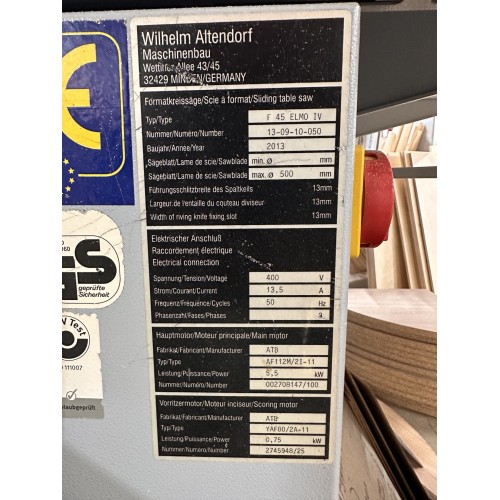 Wilhelm Altendorf
Maschinenbau
Wettiner Allee 43/45
32429 MINDEN/GERMANY
Formatkreissäge/Scie à format/Sliding table saw
Typ/Type F 45 ELMO IV
Nummer/Numéro/Number 13-09-10-050
Baujahr/Année/Year 2013
Sägeblatt/Lame de scie/Sawblade min. ø mm
Sägeblatt/Lame de scie/Sawblade max. ø 500 mm
Führungsschlitzbreite des Spaltkeils 13mm
Largeur de l'entaille du couteau diviseur 13mm
Width of riving knife fixing slot 13mm
Elektrischer Anschluß
Raccordement électrique
Electrical connection
Spannung/Tension/Voltage 400 V
Strom/Courant/Current 13,5 A
Frequenz/Fréquence/Cycles 50 Hz
Phasenzahl/Fases/Phases 3
Hauptmotor/Moteur principale/Main motor
Fabrikat/Fabricant/Manufacturer ATB
Typ/Type AF112M/2I-11
Leistung/Puissance/Power 5,5 kW
Nummer/Numéro/Number 002708147/100
Vorritzermotor/Moteur inciseur/Scoring motor
Fabrikat/Fabricant/Manufacturer ATB
Typ/Type YAF80/2A-11
Leistung/Puissance/Power 0,75 kW
Nummer/Numéro/Number 2745948/25
GS
geprüfte
Sicherheit
Test
111007
staubgeprüft